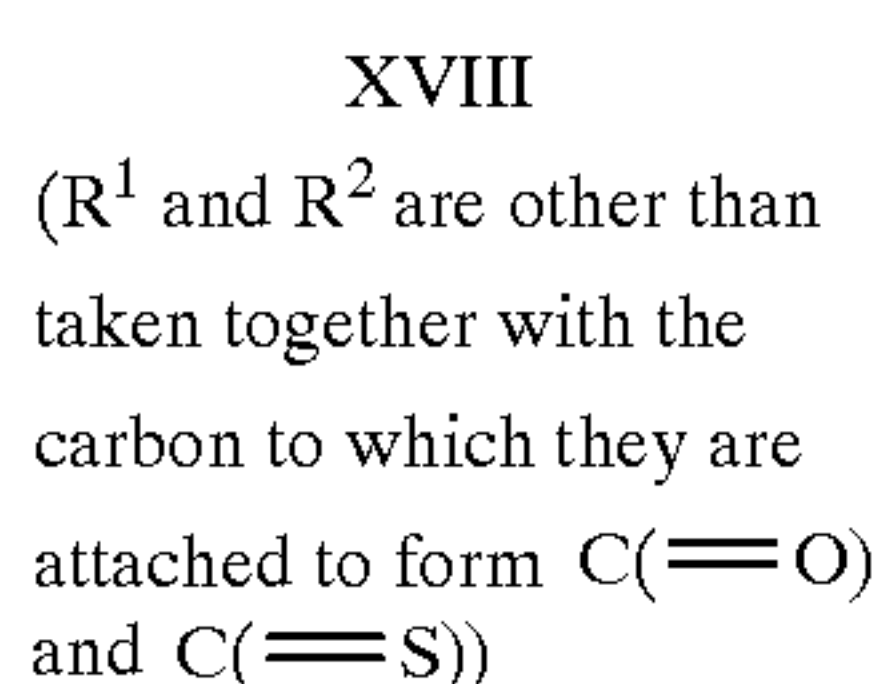 XVIII
(R¹ and R² are other than
taken together with the
carbon to which they are
attached to form C(=O)
and C(=S))